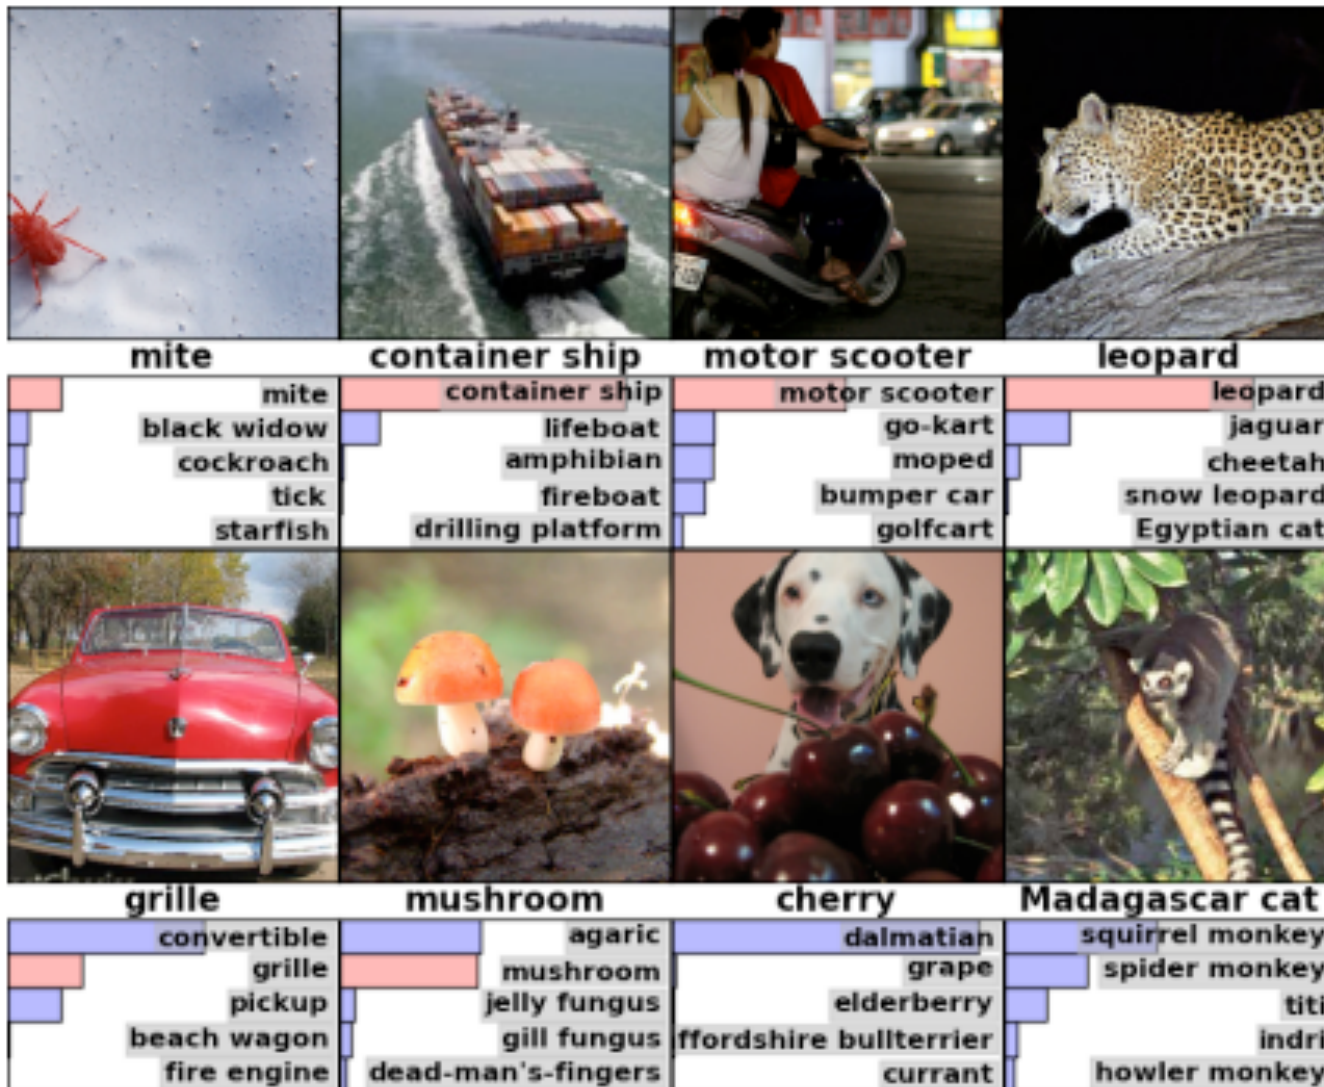 mite
container ship
motor scooter
leopard
mite
black widow
cockroach
tick
starfish
container ship
lifeboat
amphibian
fireboat
drilling platform
motor scooter
go-kart
moped
bumper car
golfcart
leopard
jaguar
cheetah
snow leopard
Egyptian cat
grille
mushroom
cherry
Madagascar cat
convertible
grille
pickup
beach wagon
fire engine
agaric
mushroom
jelly fungus
gill fungus
dead-man's-fingers
dalmatian
grape
elderberry
ffordshire bullterrier
currant
squirrel monkey
spider monkey
titi
indri
howler monkey